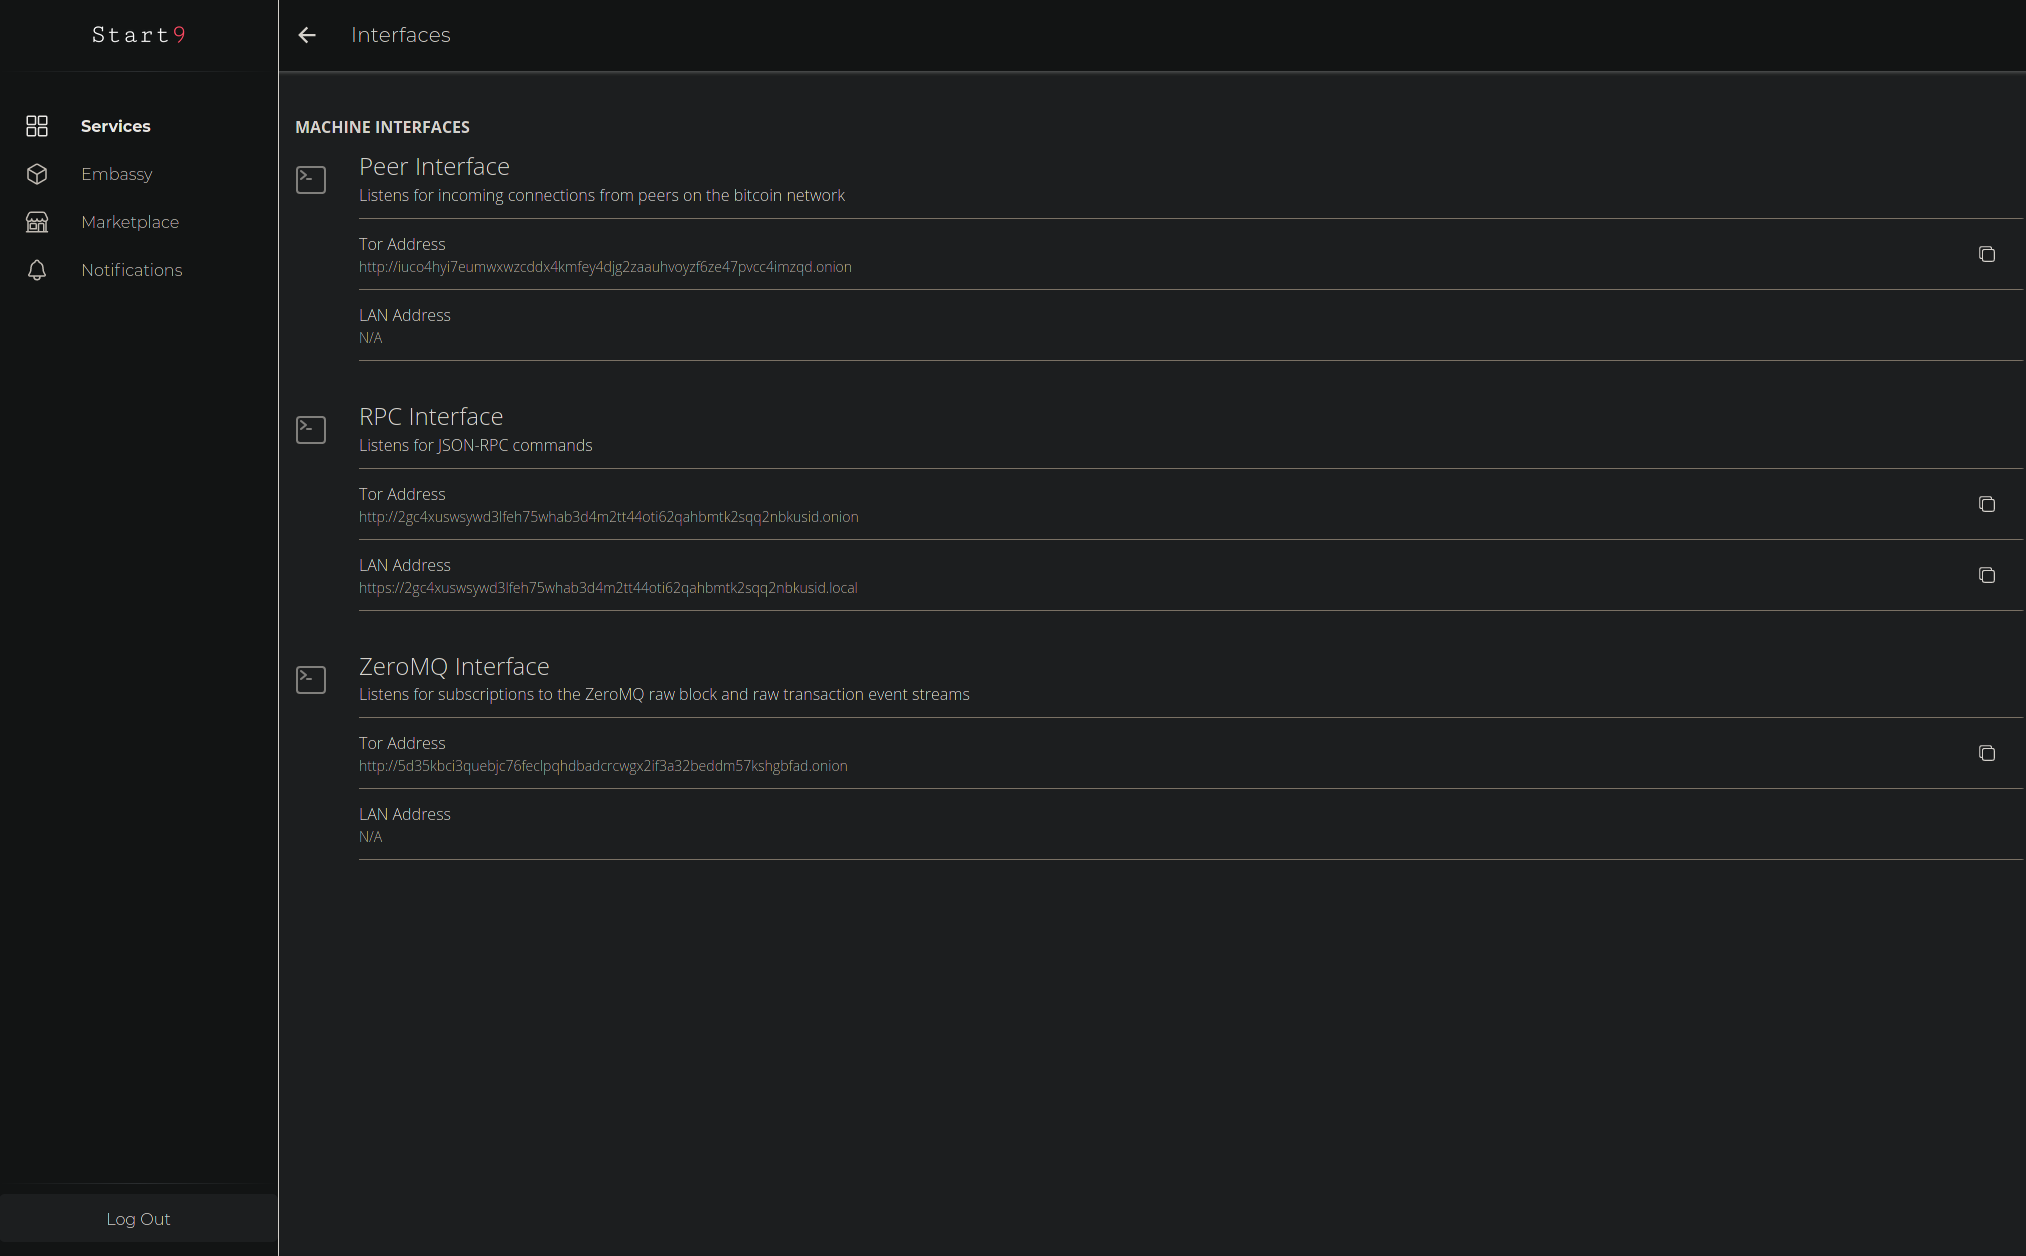 Start9
Interfaces
Services
Embassy
Marketplace
Notifications
Log Out
MACHINE INTERFACES
Peer Interface
Listens for incoming connections from peers on the bitcoin network
Tor Address
http://iuco4hyi7eumwxwzcddx4kmfey4djg2zaauhvoyzf6ze47pvcc4imzqd.onion
LAN Address
N/A
RPC Interface
Listens for JSON-RPC commands
Tor Address
http://2gc4xuswsywd3lfeh75whab3d4m2tt44oti62qahbmtk2sqq2nbkusid.onion
LAN Address
https://2gc4xuswsywd3lfeh75whab3d4m2tt44oti62qahbmtk2sqq2nbkusid.local
ZeroMQ Interface
Listens for subscriptions to the ZeroMQ raw block and raw transaction event streams
Tor Address
http://5d35kbci3quebjc76feclpqhdbadcrcwgx2if3a32beddm57kshgbfad.onion
LAN Address
N/A